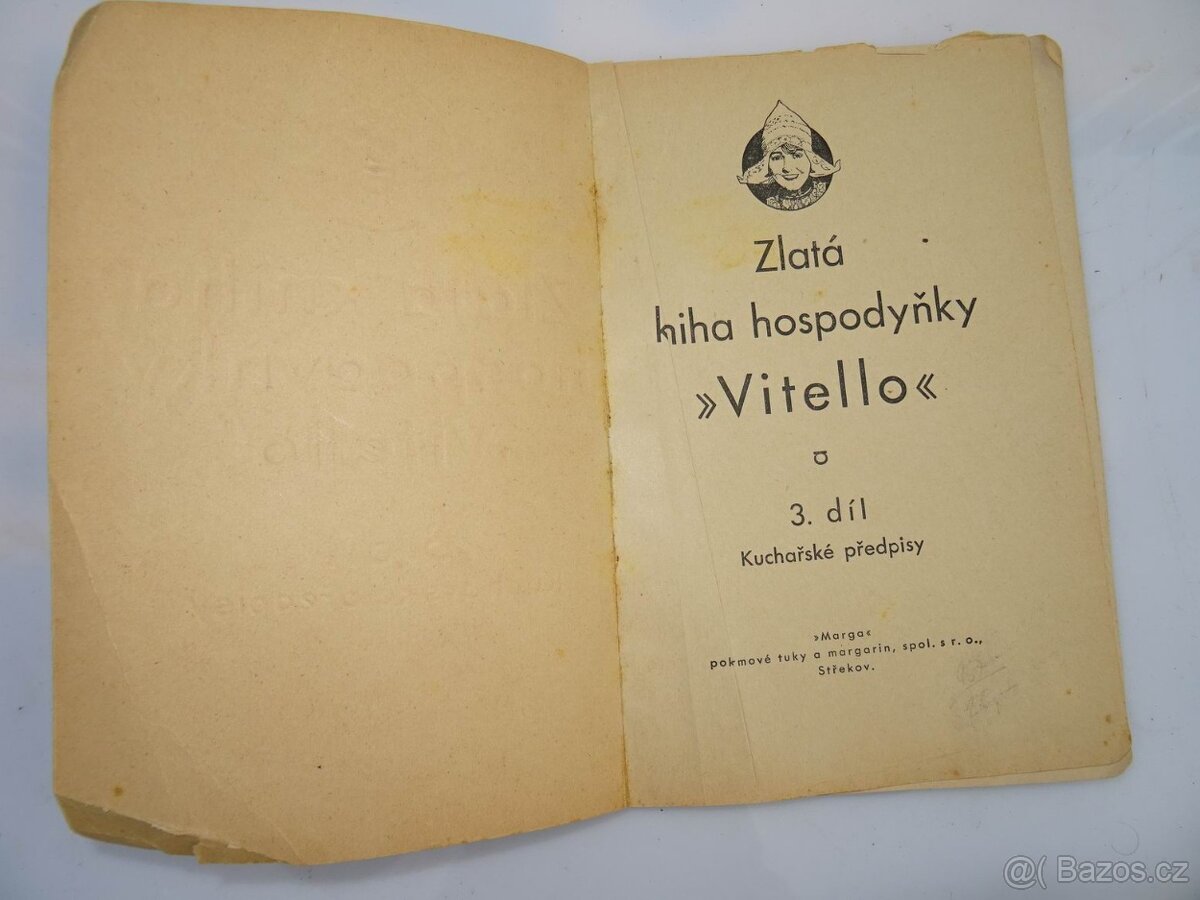 Zlatá
kniha hospodyňky
»Vitello«
3. díl
Kuchařské předpisy
»Marga«
pokrmové tuky a margarin, spol. s r. o.,
Střekov.
@( Bazos.cz